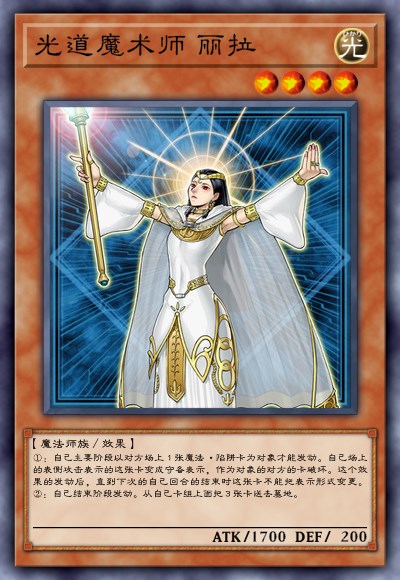 光道魔术师 丽拉
ひかり
光
【魔法师族／效果】
①：自己主要阶段以对方场上1张魔法·陷阱卡为对象才能发动。自己场上
的表侧攻击表示的这张卡变成守备表示，作为对象的对方的卡破坏。这个效
果的发动后，直到下次的自己回合的结束时这张卡不能把表示形式变更。
②：自己结束阶段发动。从自己卡组上面把3张卡送去墓地。
ATK/1700 DEF/ 200